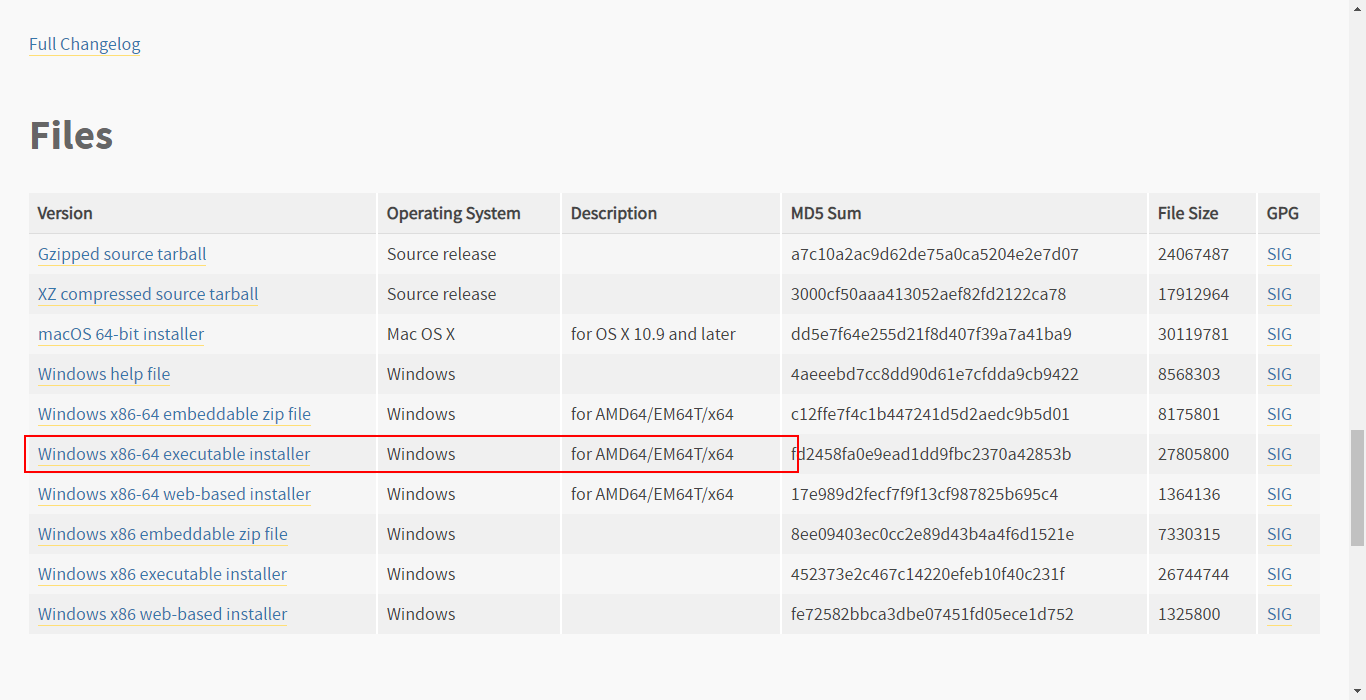 Full Changelog
Files
Version Operating System Description MD5 Sum File Size GPG
Gzipped source tarball Source release a7c10a2ac9d62de75a0ca5204e2e7d07 24067487 SIG
XZ compressed source tarball Source release 3000cf50aaa413052aef82fd2122ca78 17912964 SIG
macOS 64-bit installer Mac OS X for OS X 10.9 and later dd5e7f64e255d21f8d407f39a7a41ba9 30119781 SIG
Windows help file Windows 4aeeebd7cc8dd90d61e7cfdda9cb9422 8568303 SIG
Windows x86-64 embeddable zip file Windows for AMD64/EM64T/x64 c12ffe7f4c1b447241d5d2aedc9b5d01 8175801 SIG
Windows x86-64 executable installer Windows for AMD64/EM64T/x64 fd2458fa0e9ead1dd9fbc2370a42853b 27805800 SIG
Windows x86-64 web-based installer Windows for AMD64/EM64T/x64 17e989d2fecf7f9f13cf987825b695c4 1364136 SIG
Windows x86 embeddable zip file Windows 8ee09403ec0cc2e89d43b4a4f6d1521e 7330315 SIG
Windows x86 executable installer Windows 452373e2c467c14220efeb10f40c231f 26744744 SIG
Windows x86 web-based installer Windows fe72582bbca3dbe07451fd05ece1d752 1325800 SIG